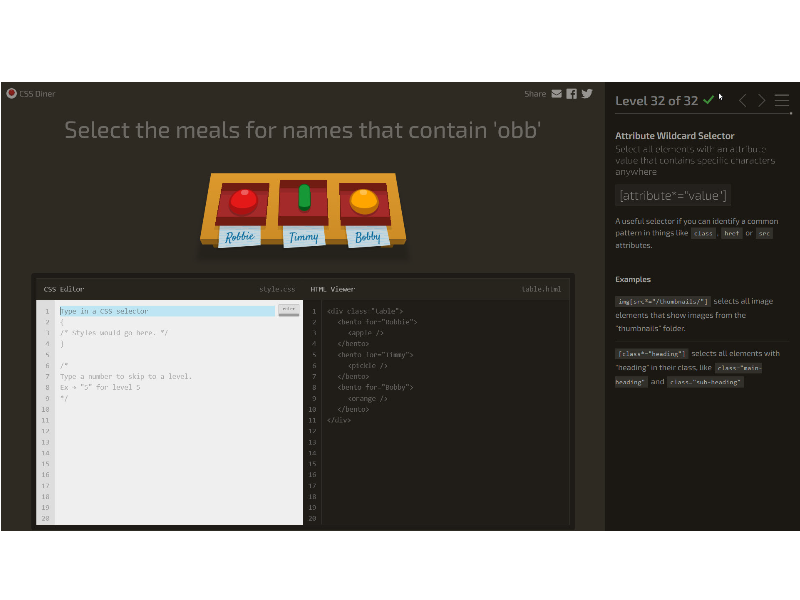 CSS Diner
Share
Level 32 of 32
Select the meals for names that contain 'obb'
Robbie
Timmy
Bobby
CSS Editor
style.css
HTML Viewer
table.html
1 Type in a CSS selector
enter
2 {
3 /* Styles would go here. */
4 }
5
6 /*
7 Type a number to skip to a level.
8 Ex → "5" for level 5
9 */
10
11
12
13
14
15
16
17
18
19
20
1 <div class="table">
2 <bento for="Robbie">
3 <apple />
4 </bento>
5 <bento for="Timmy">
6 <pickle />
7 </bento>
8 <bento for="Bobby">
9 <orange />
10 </bento>
11 </div>
12
13
14
15
16
17
18
19
20
Attribute Wildcard Selector
Select all elements with an attribute
value that contains specific characters
anywhere
[attribute*="value"]
A useful selector if you can identify a common
pattern in things like class, href or src
attributes.
Examples
img[src*="/thumbnails/"] selects all image
elements that show images from the
"thumbnails" folder.
[class*="heading"] selects all elements with
"heading" in their class, like class="main-
heading" and class="sub-heading"